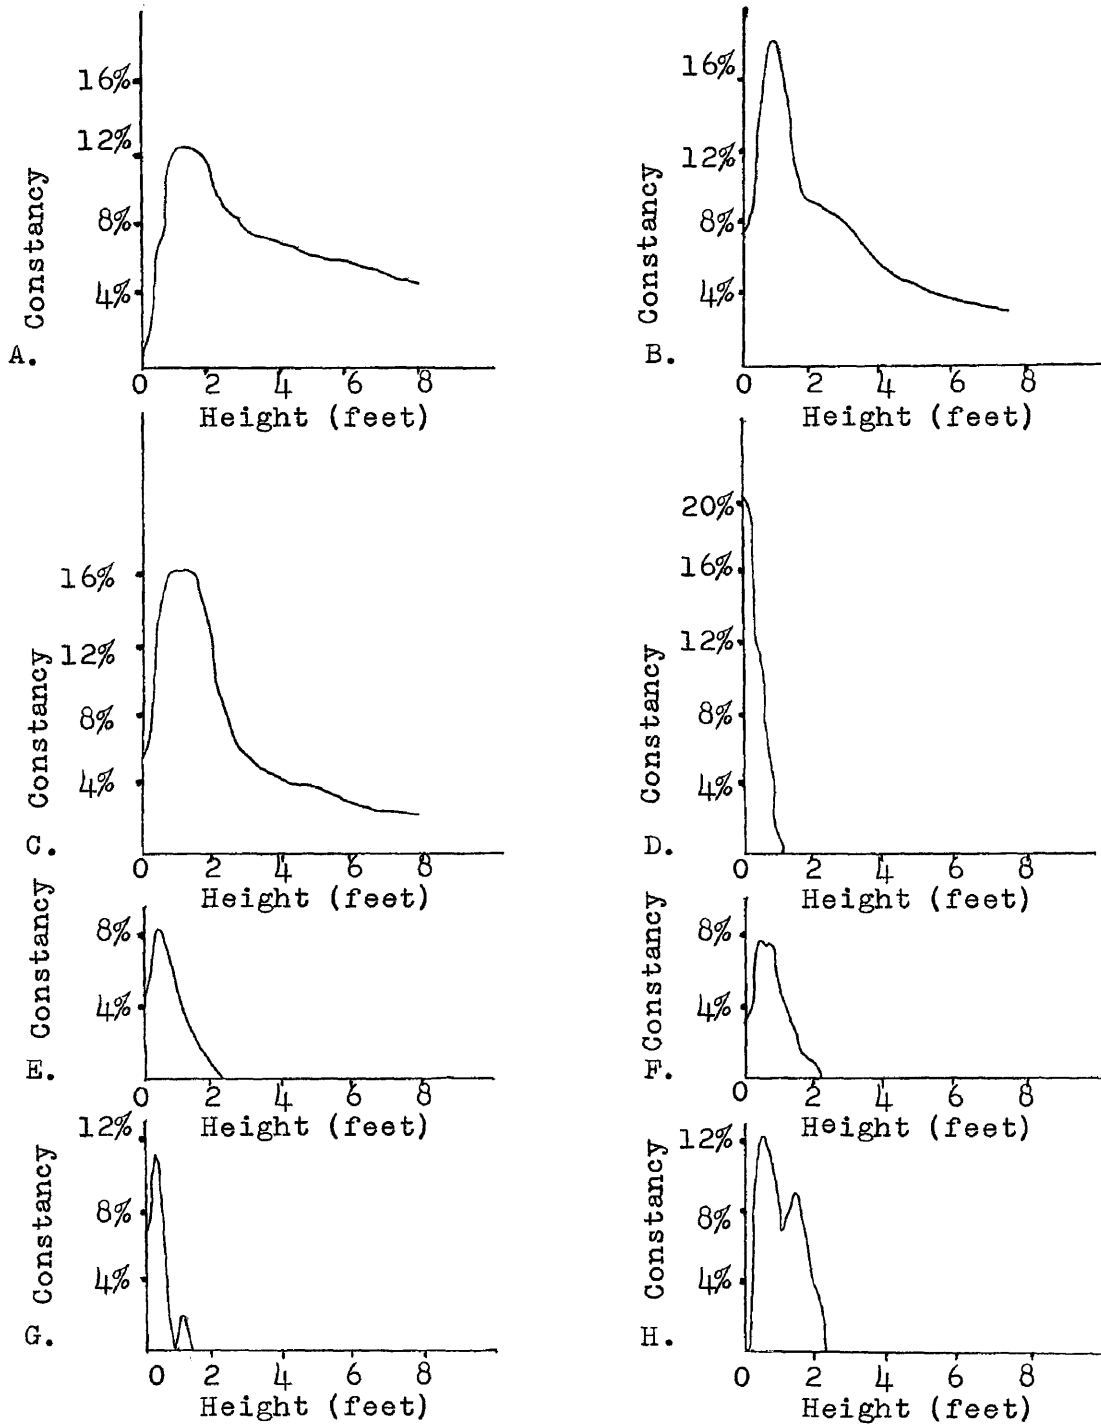 A.
Constancy
16%
12%
8%
4%
0 2 4 6 8
Height (feet)
B.
Constancy
16%
12%
8%
4%
0 2 4 6 8
Height (feet)
C.
Constancy
16%
12%
8%
4%
0 2 4 6 8
Height (feet)
D.
Constancy
20%
16%
12%
8%
4%
0 2 4 6 8
Height (feet)
E.
Constancy
8%
4%
0 2 4 6 8
Height (feet)
F.
Constancy
8%
4%
0 2 4 6 8
Height (feet)
G.
Constancy
12%
8%
4%
0 2 4 6 8
Height (feet)
H.
Constancy
12%
8%
4%
0 2 4 6 8
Height (feet)